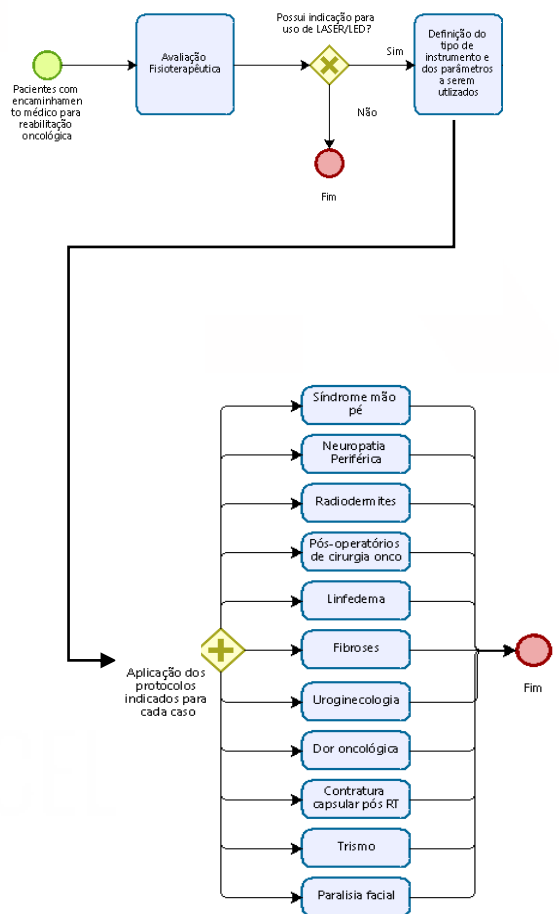 Possui indicação para
uso de LASER/LED?
Avaliação
Fisioterapêutica
Sim
Definição do
tipo de
instrumento e
dos parâmetros
a serem
utlizados
Pacientes com
encaminhamen
to médico para
reabilitação
oncológica
Não
Fim
Síndrome mão
pé
Neuropatia
Periférica
Radiodermites
Pós-operatórios
de cirurgia onco
Linfedema
Fibroses
Aplicação dos
protocolos
indicados para
cada caso
Fim
Uroginecologia
Dor oncológica
Contratura
capsular pós RT
Trismo
Paralisia facial